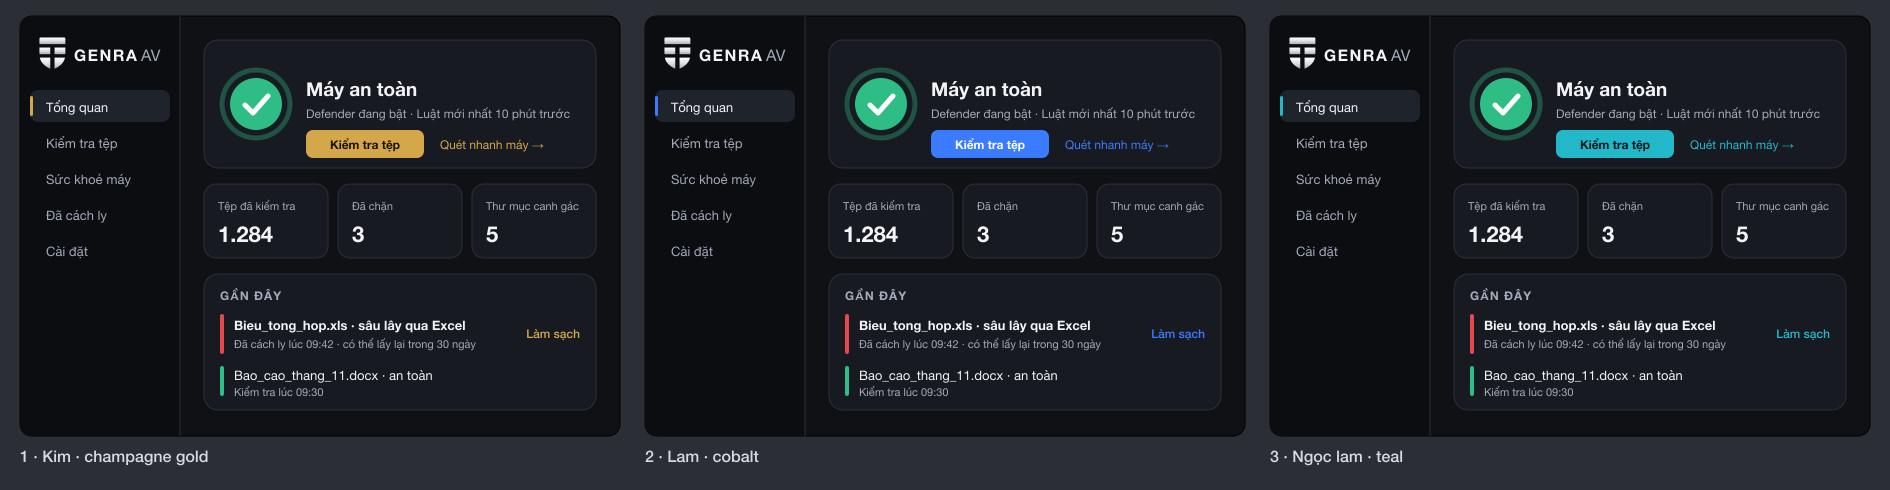 GENRA AV
Tổng quan
Kiểm tra tệp
Sức khoẻ máy
Đã cách ly
Cài đặt
Máy an toàn
Defender đang bật · Luật mới nhất 10 phút trước
Kiểm tra tệp
Quét nhanh máy →
Tệp đã kiểm tra
1.284
Đã chặn
3
Thư mục canh gác
5
GẦN ĐÂY
Bieu_tong_hop.xls · sâu lây qua Excel
Đã cách ly lúc 09:42 · có thể lấy lại trong 30 ngày
Làm sạch
Bao_cao_thang_11.docx · an toàn
Kiểm tra lúc 09:30
1 · Kim · champagne gold
GENRA AV
Tổng quan
Kiểm tra tệp
Sức khoẻ máy
Đã cách ly
Cài đặt
Máy an toàn
Defender đang bật · Luật mới nhất 10 phút trước
Kiểm tra tệp
Quét nhanh máy →
Tệp đã kiểm tra
1.284
Đã chặn
3
Thư mục canh gác
5
GẦN ĐÂY
Bieu_tong_hop.xls · sâu lây qua Excel
Đã cách ly lúc 09:42 · có thể lấy lại trong 30 ngày
Làm sạch
Bao_cao_thang_11.docx · an toàn
Kiểm tra lúc 09:30
2 · Lam · cobalt
GENRA AV
Tổng quan
Kiểm tra tệp
Sức khoẻ máy
Đã cách ly
Cài đặt
Máy an toàn
Defender đang bật · Luật mới nhất 10 phút trước
Kiểm tra tệp
Quét nhanh máy →
Tệp đã kiểm tra
1.284
Đã chặn
3
Thư mục canh gác
5
GẦN ĐÂY
Bieu_tong_hop.xls · sâu lây qua Excel
Đã cách ly lúc 09:42 · có thể lấy lại trong 30 ngày
Làm sạch
Bao_cao_thang_11.docx · an toàn
Kiểm tra lúc 09:30
3 · Ngọc lam · teal